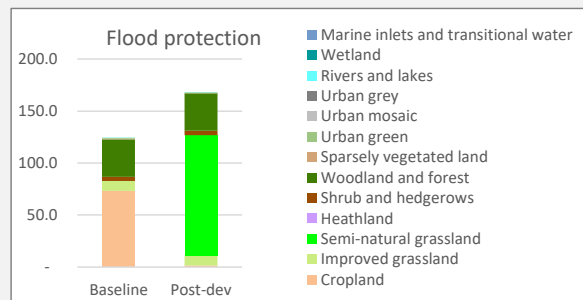 Flood protection
200.0
150.0
100.0
50.0
-
Baseline
Post-dev
Marine inlets and transitional water
Wetland
Rivers and lakes
Urban grey
Urban mosaic
Urban green
Sparsely vegetated land
Woodland and forest
Shrub and hedgerows
Heathland
Semi-natural grassland
Improved grassland
Cropland